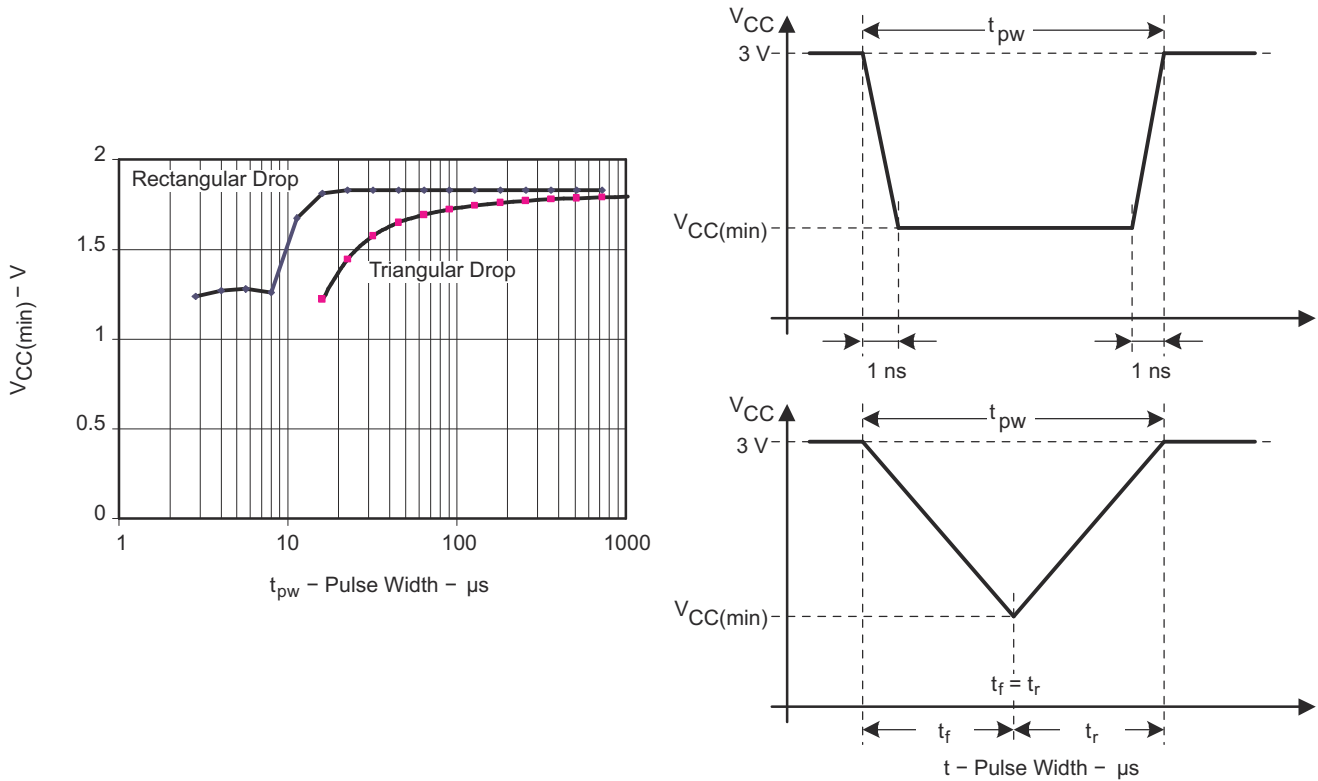 2
1.5
1
0.5
0
V CC(min) − V
Rectangular Drop
Triangular Drop
1
10
100
1000
tpw − Pulse Width − μs
VCC
3 V
tpw
VCC(min)
1 ns
1 ns
VCC
3 V
tpw
VCC(min)
tf = tr
tf
tr
t − Pulse Width − μs